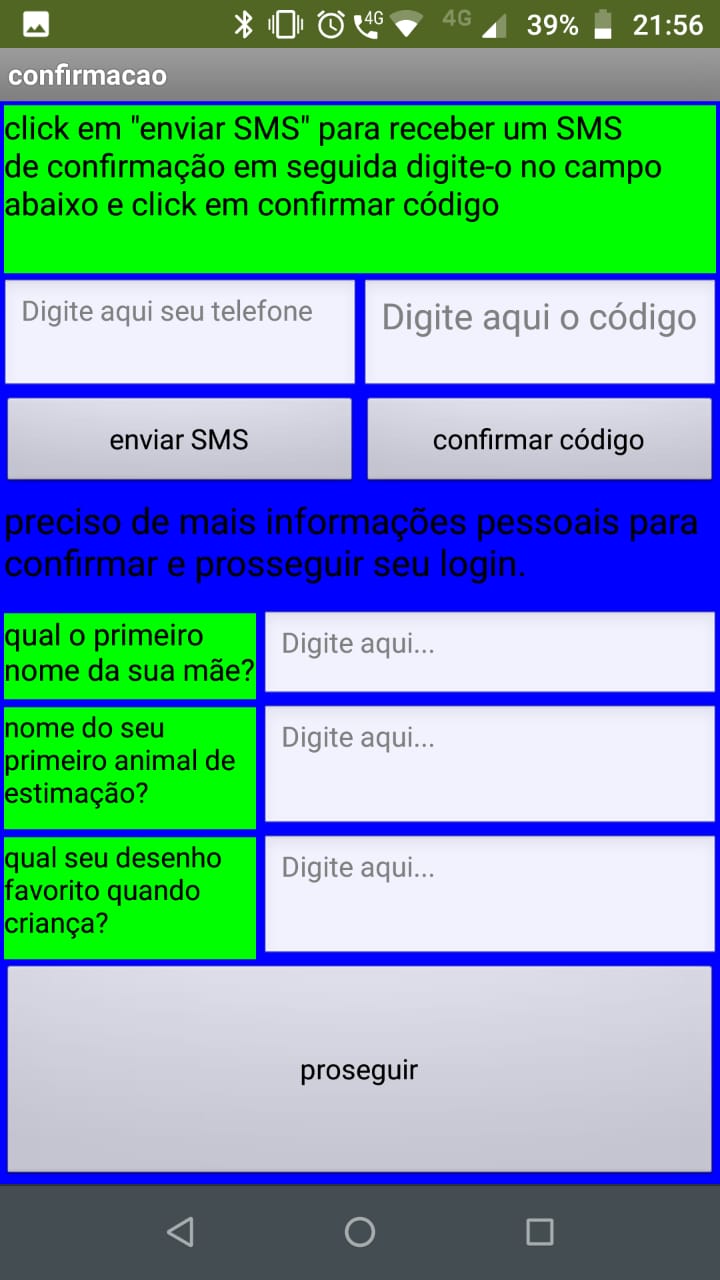 4G 4G 39% 21:56
confirmacao
click em "enviar SMS" para receber um SMS
de confirmação em seguida digite-o no campo
abaixo e click em confirmar código
Digite aqui seu telefone
Digite aqui o código
enviar SMS
confirmar código
preciso de mais informações pessoais para
confirmar e prosseguir seu login.
qual o primeiro
nome da sua mãe?
Digite aqui...
nome do seu
primeiro animal de
estimação?
Digite aqui...
qual seu desenho
favorito quando
criança?
Digite aqui...
proseguir